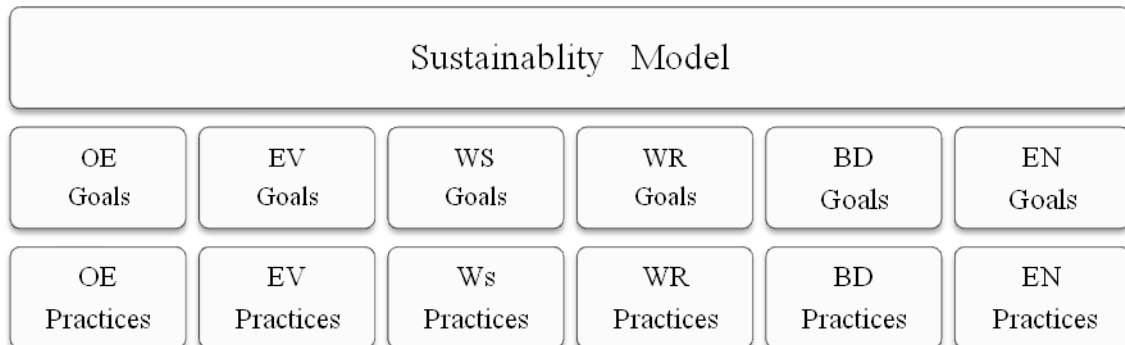 Sustainablity Model
OE
Goals
EV
Goals
WS
Goals
WR
Goals
BD
Goals
EN
Goals
OE
Practices
EV
Practices
Ws
Practices
WR
Practices
BD
Practices
EN
Practices